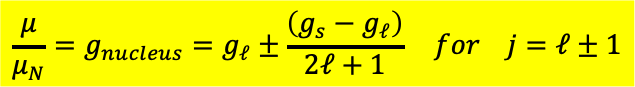 μ/μ_N = g_nucleus = g_ℓ ± (g_s − g_ℓ)/(2ℓ + 1) for j = ℓ ± 1